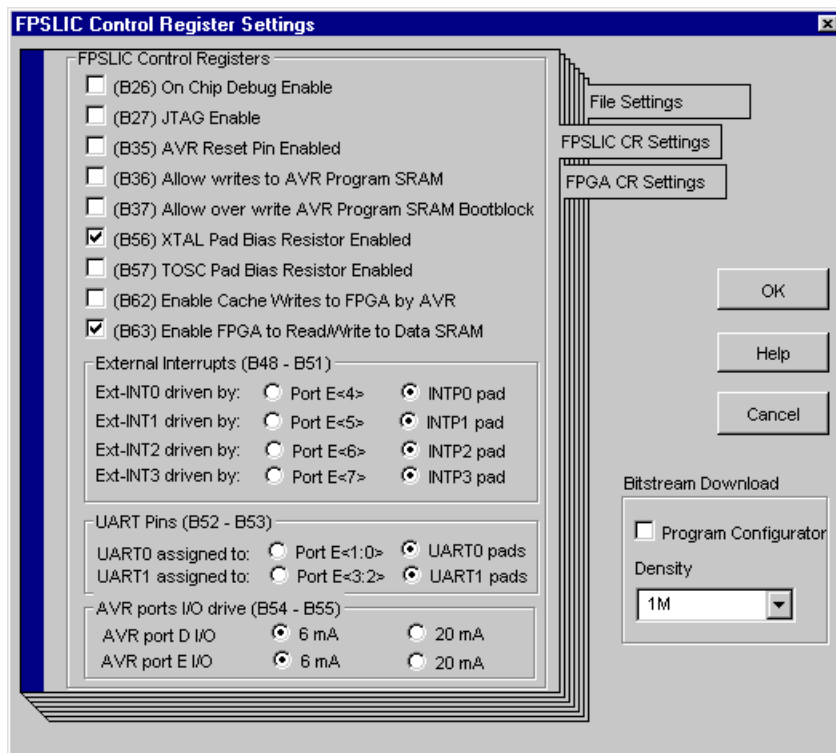 FPSLIC Control Register Settings
FPSLIC Control Registers
(B26) On Chip Debug Enable
(B27) JTAG Enable
(B35) AVR Reset Pin Enabled
(B36) Allow writes to AVR Program SRAM
(B37) Allow over write AVR Program SRAM Bootblock
(B56) XTAL Pad Bias Resistor Enabled
(B57) TOSC Pad Bias Resistor Enabled
(B62) Enable Cache Writes to FPGA by AVR
(B63) Enable FPGA to Read/Write to Data SRAM
External Interrupts (B48 - B51)
Ext-INT0 driven by: Port E<4> INTP0 pad
Ext-INT1 driven by: Port E<5> INTP1 pad
Ext-INT2 driven by: Port E<6> INTP2 pad
Ext-INT3 driven by: Port E<7> INTP3 pad
UART Pins (B52 - B53)
UART0 assigned to: Port E<1:0> UART0 pads
UART1 assigned to: Port E<3:2> UART1 pads
AVR ports I/O drive (B54 - B55)
AVR port D I/O 6 mA 20 mA
AVR port E I/O 6 mA 20 mA
File Settings
FPSLIC CR Settings
FPGA CR Settings
OK
Help
Cancel
Bitstream Download
Program Configurator
Density
1M